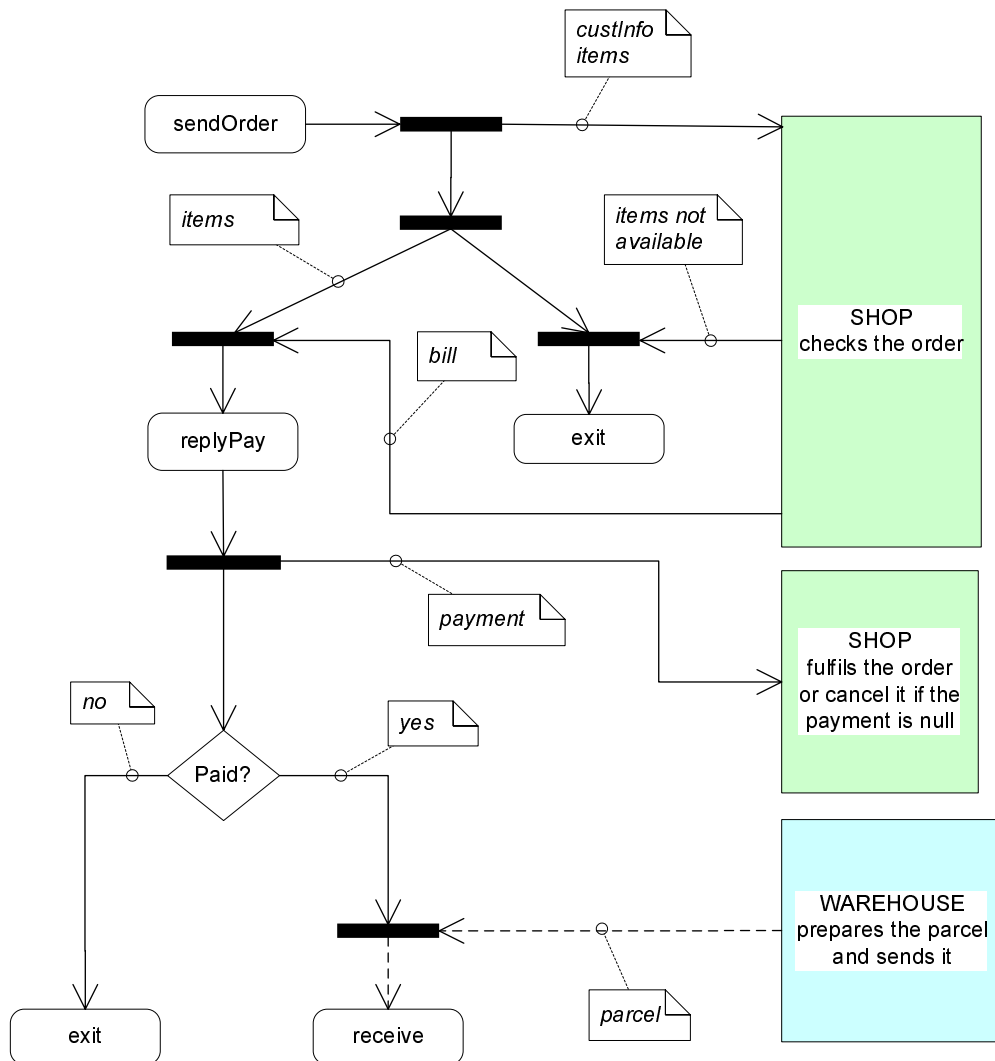 custInfo
items
sendOrder
items
items not
available
SHOP
checks the order
bill
replyPay
exit
payment
SHOP
fulfils the order
or cancel it if the
payment is null
no
yes
Paid?
WAREHOUSE
prepares the parcel
and sends it
parcel
exit
receive